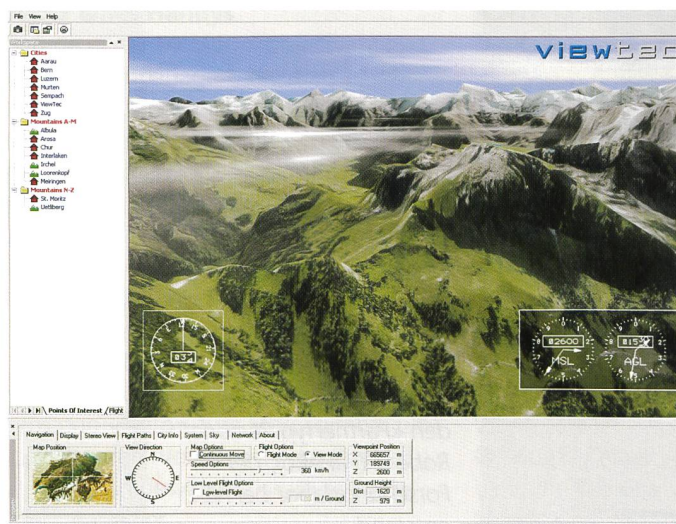 File View Help
viewtec
Cities
Aarau
Bern
Luzern
Murten
Sempach
ViewTec
Zug
Mountains A-M
Albula
Arosa
Chur
Interlaken
Irchel
Loorenkopf
Meiringen
Mountains N-Z
St. Moritz
Uetliberg
02600
MSL
AGL
Points Of Interest Flight
Navigation Display Stereo View Flight Paths City Info System Sky Network About
Map Position
View Direction
N
W E
S
Map Options
Continuous Move
Flight Options
Flight Mode View Mode
Speed Options
360 km/h
Low Level Flight Options
Low-level Flight
m / Ground
Viewpoint Position
X 665657 m
Y 189749 m
Z 2600 m
Ground Height
Dist 1620 m
Z 979 m